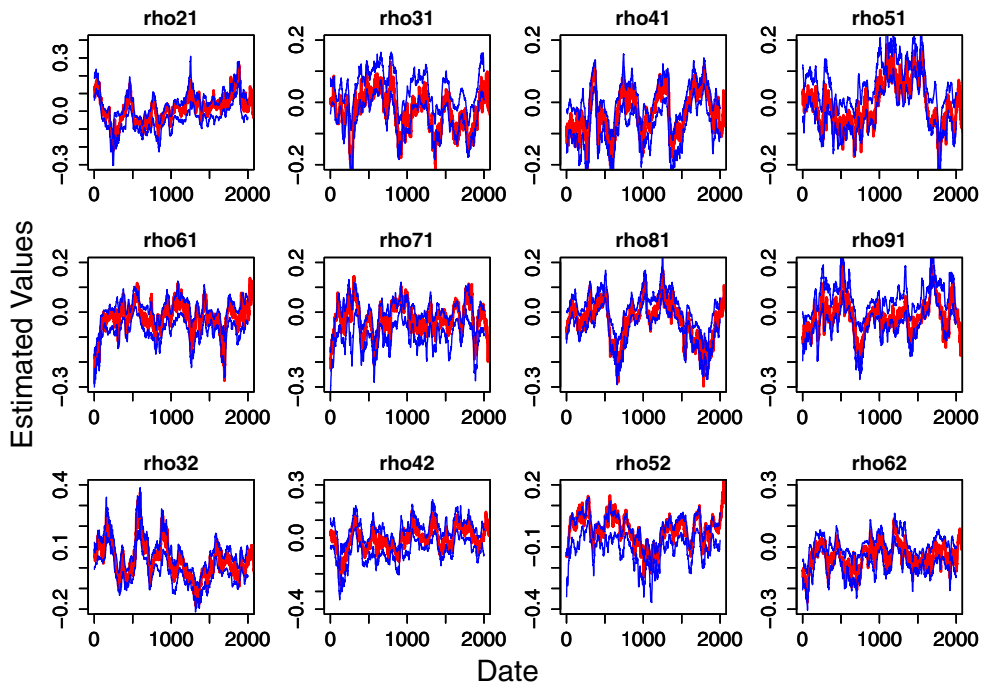 rho21 rho31 rho41 rho51
0.3 0.2 0.2 0.2
0.0 0.0 0.0 0.0
−0.3 −0.2 −0.2 −0.2
0 1000 2000 0 1000 2000 0 1000 2000 0 1000 2000
rho61 rho71 rho81 rho91
0.2 0.2 0.2 0.2
0.0 0.0 0.0 0.0
−0.3 −0.3 −0.3 −0.3
0 1000 2000 0 1000 2000 0 1000 2000 0 1000 2000
Estimated Values
rho32 rho42 rho52 rho62
0.4 0.3 0.2 0.3
0.1 0.0 −0.1 0.0
−0.2 −0.4 −0.4 −0.3
0 1000 2000 0 1000 2000 0 1000 2000 0 1000 2000
Date